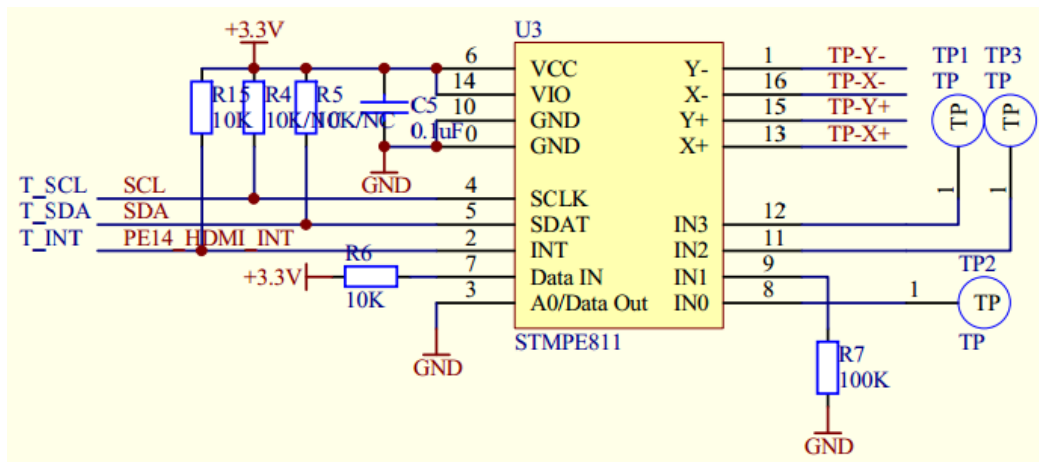 +3.3V
U3
R15
10K
R4
10K/NC
R5
10K/NC
C5
0.1uF
GND
6
14
10
0
VCC
VIO
GND
GND
Y-
X-
Y+
X+
1
16
15
13
TP-Y-
TP-X-
TP-Y+
TP-X+
TP1
TP
TP
TP3
TP
TP
1
1
T_SCL
SCL
4
SCLK
T_SDA
SDA
5
SDAT
IN3
12
T_INT
PE14_HDMI_INT
2
INT
IN2
11
+3.3V
R6
10K
7
Data IN
IN1
9
3
A0/Data Out
IN0
8
1
TP2
TP
TP
GND
STMPE811
R7
100K
GND